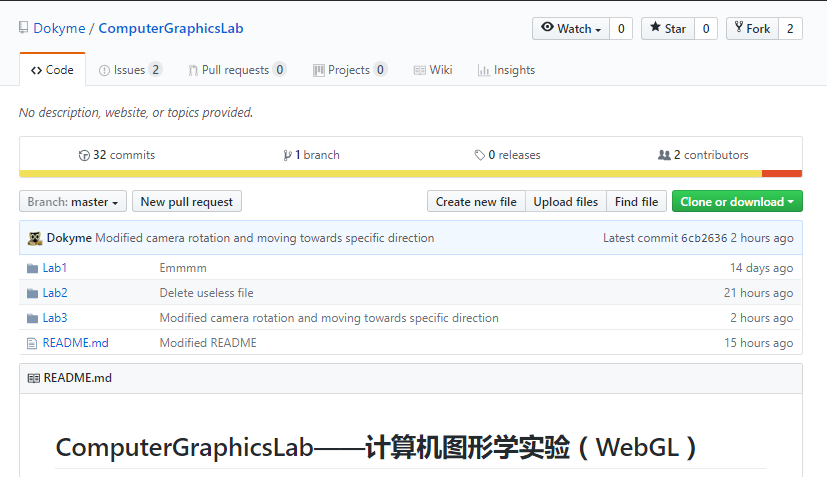 Dokyme / ComputerGraphicsLab Watch 0 Star 0 Fork 2
Code Issues 2 Pull requests 0 Projects 0 Wiki Insights
No description, website, or topics provided.
32 commits 1 branch 0 releases 2 contributors
Branch: master New pull request Create new file Upload files Find file Clone or download
Dokyme Modified camera rotation and moving towards specific direction Latest commit 6cb2636 2 hours ago
Lab1 Emmmm 14 days ago
Lab2 Delete useless file 21 hours ago
Lab3 Modified camera rotation and moving towards specific direction 2 hours ago
README.md Modified README 15 hours ago
README.md
ComputerGraphicsLab——计算机图形学实验（WebGL）